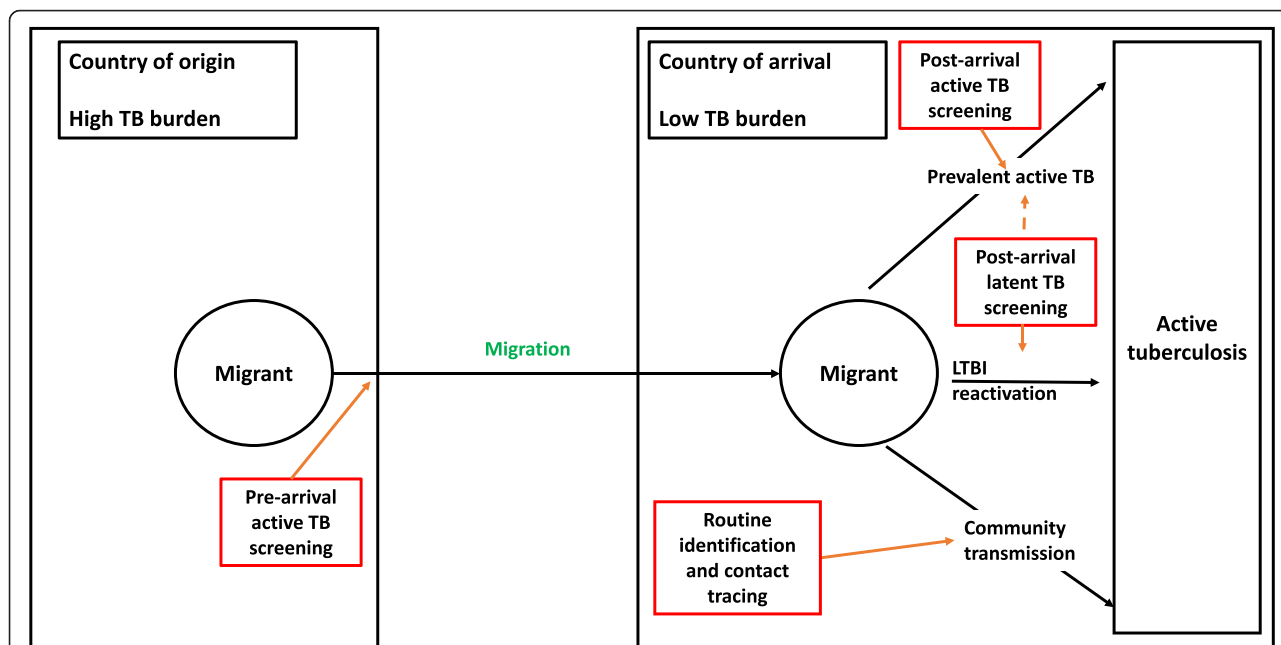 Country of origin
High TB burden
Migrant
Pre-arrival
active TB
screening
Migration
Country of arrival
Low TB burden
Post-arrival
active TB
screening
Prevalent active TB
Post-arrival
latent TB
screening
Migrant
LTBI
reactivation
Routine
identification
and contact
tracing
Community
transmission
Active
tuberculosis